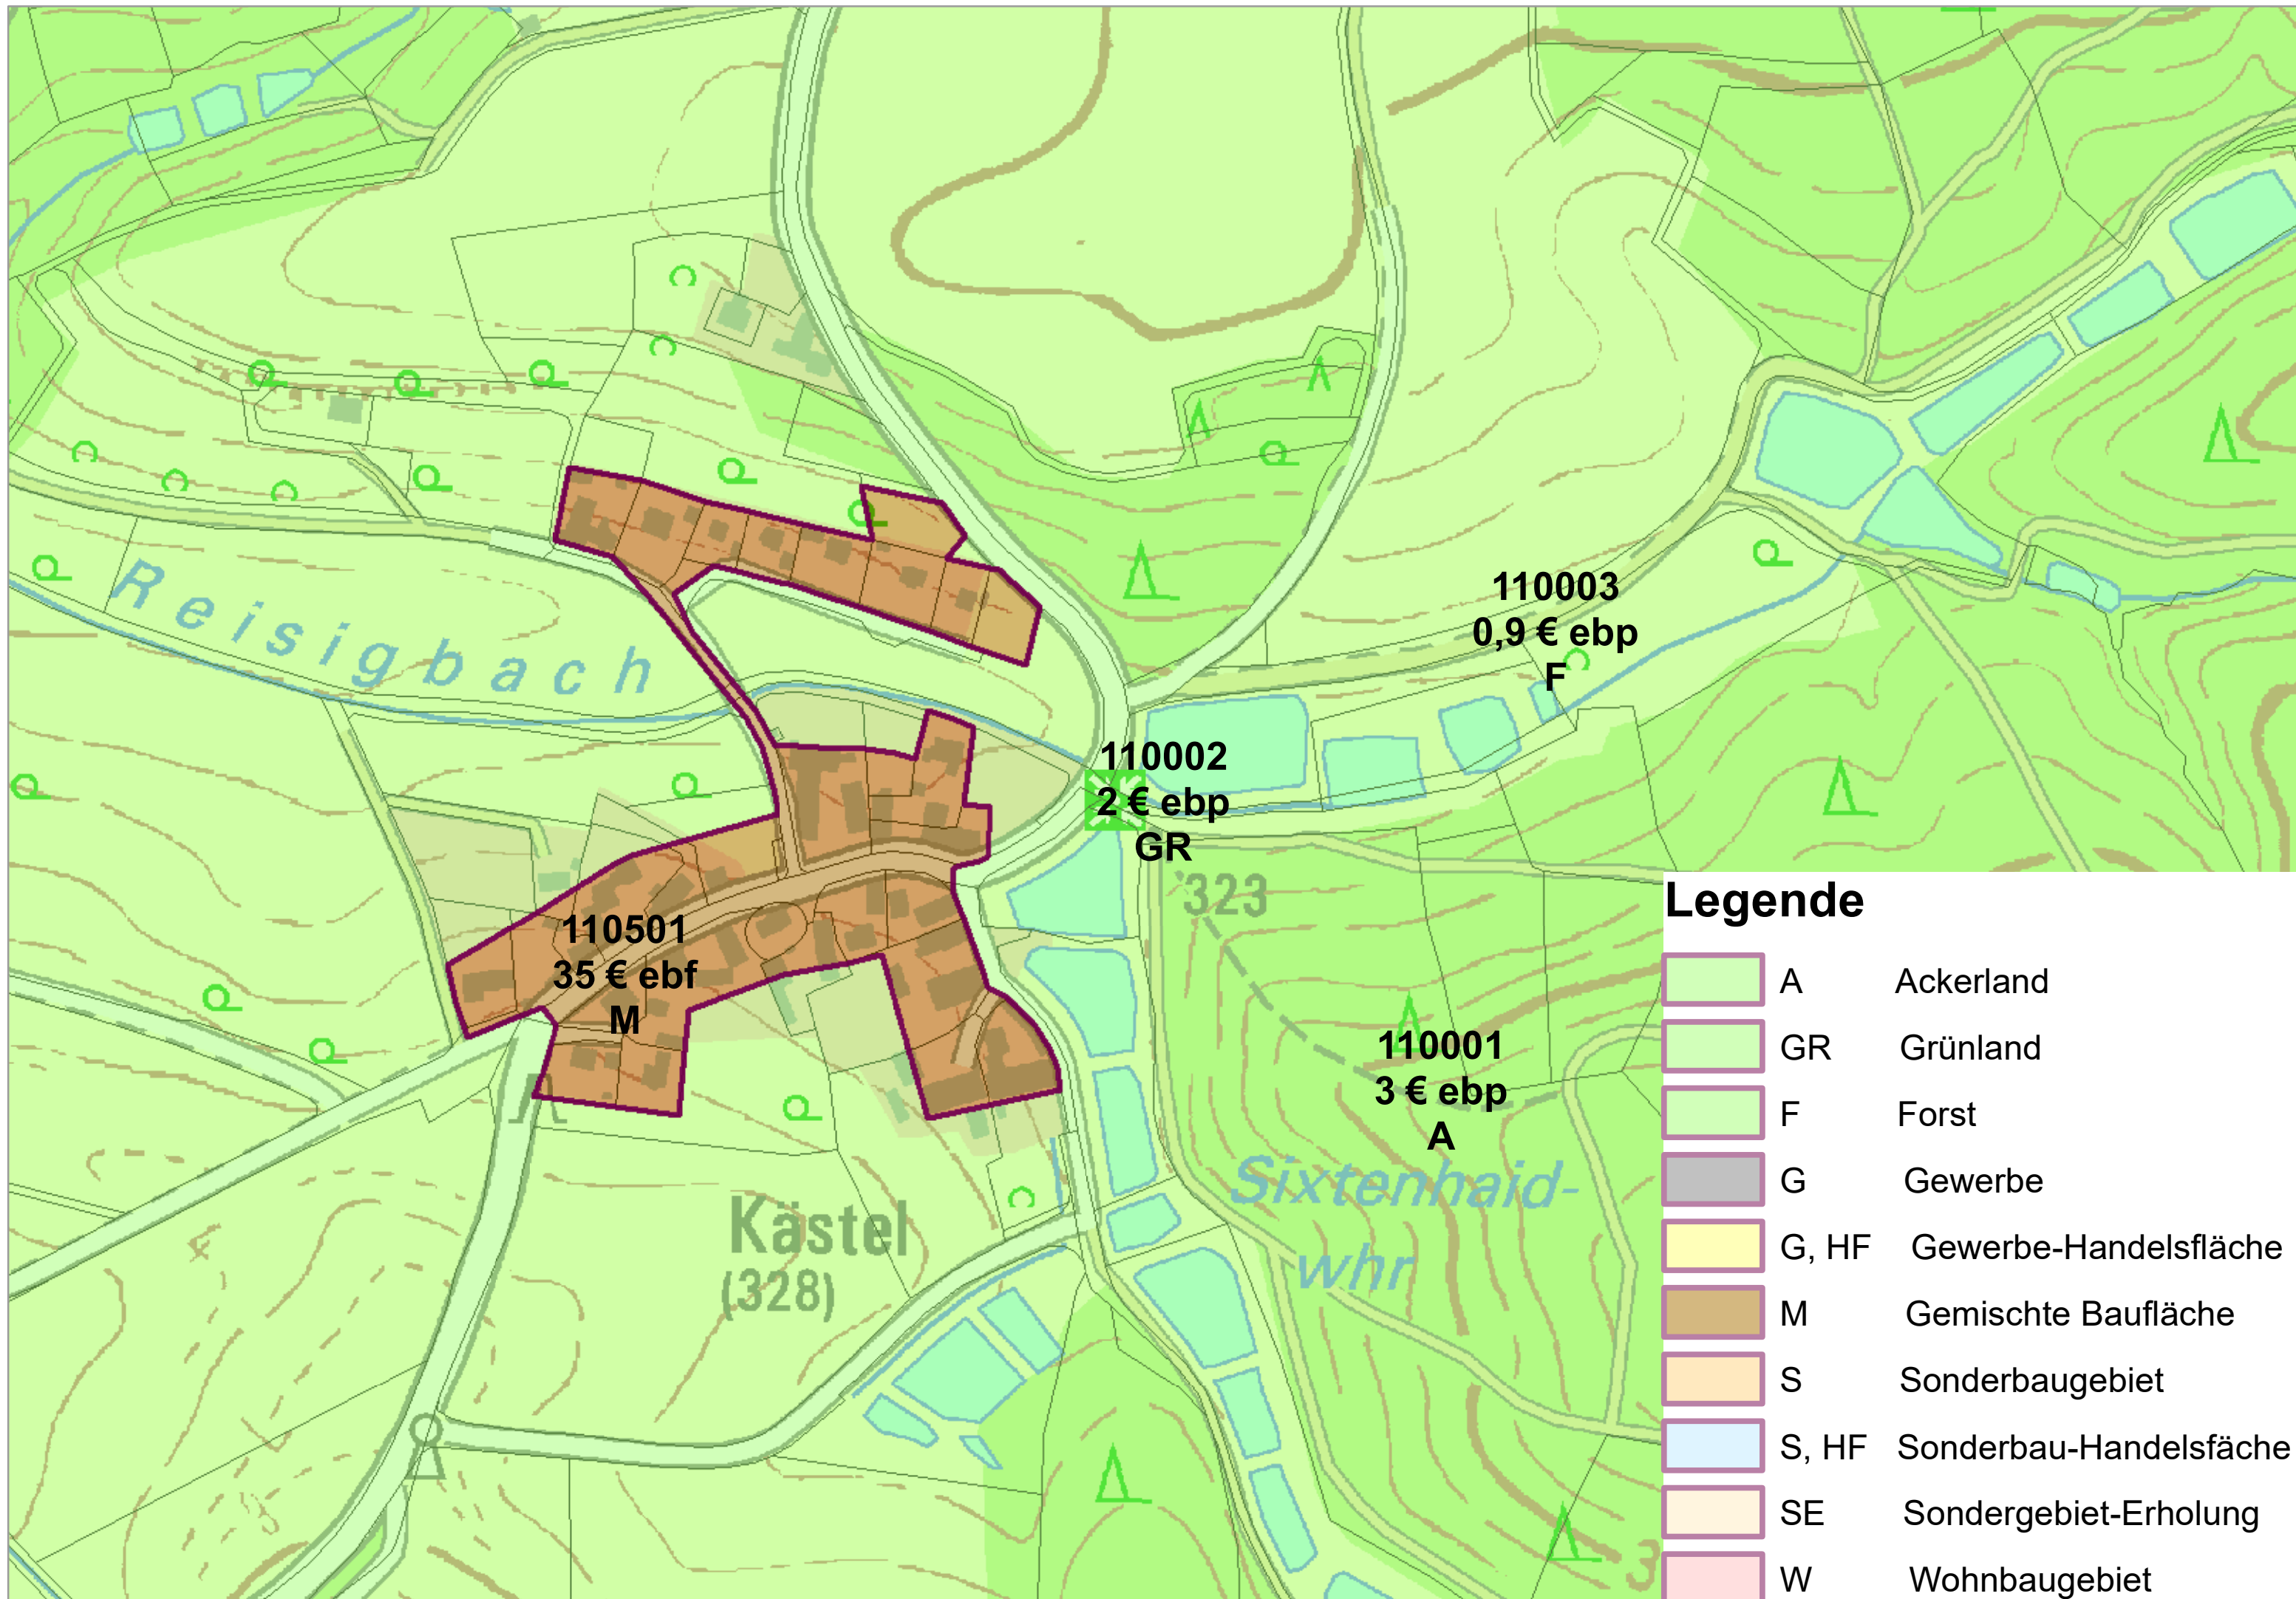 Reisigbach
110003
0,9 € ebp
F
110002
2 € ebp
GR
323
110501
35 € ebf
M
110001
3 € ebp
A
Sixtenhaid-
whr
Kästel
(328)
3
Legende
A Ackerland
GR Grünland
F Forst
G Gewerbe
G, HF Gewerbe-Handelsfläche
M Gemischte Baufläche
S Sonderbaugebiet
S, HF Sonderbau-Handelsfäche
SE Sondergebiet-Erholung
W Wohnbaugebiet